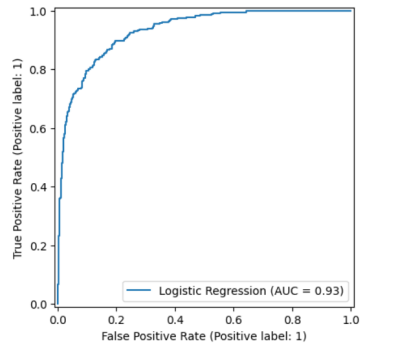 1.0
0.8
0.6
0.4
0.2
0.0
True Positive Rate (Positive label: 1)
Logistic Regression (AUC = 0.93)
0.0 0.2 0.4 0.6 0.8 1.0
False Positive Rate (Positive label: 1)